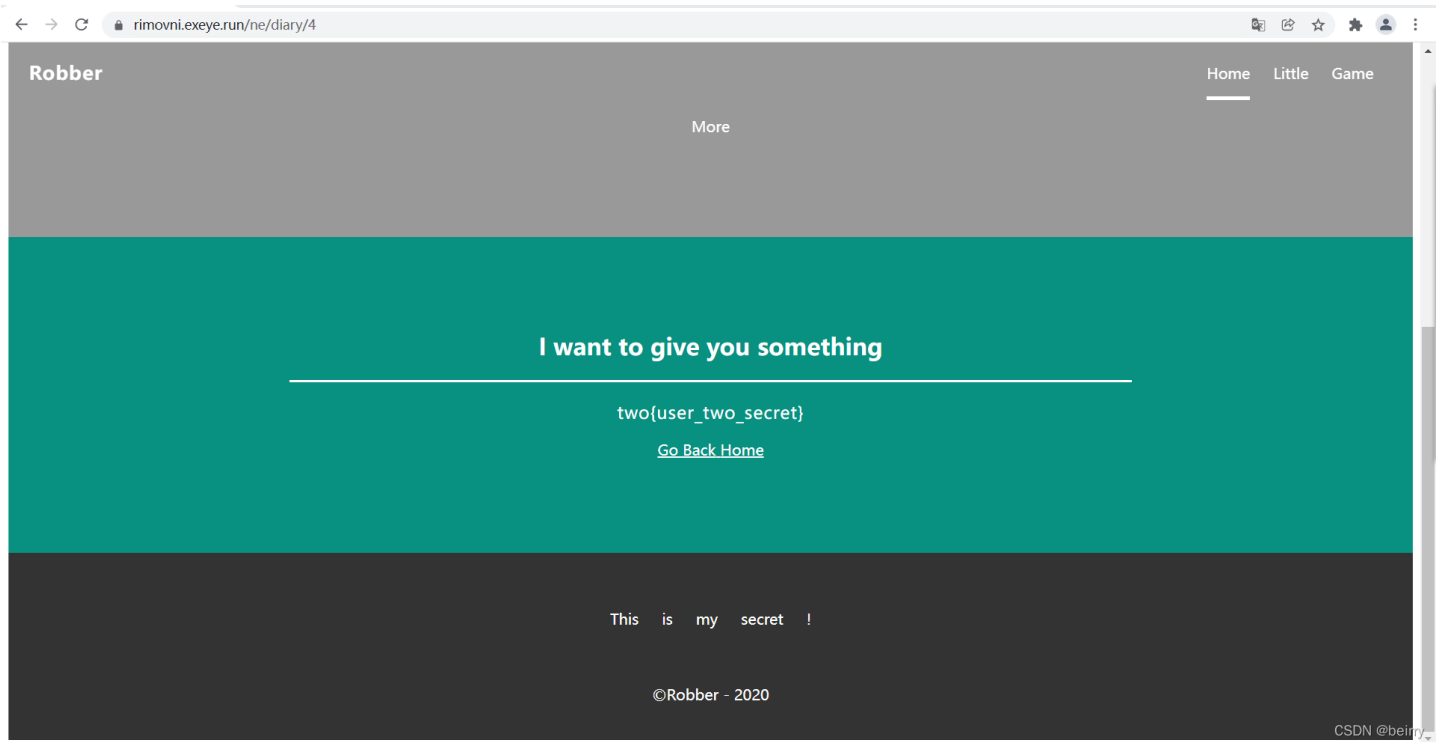 rimovni.exeye.run/ne/diary/4
Robber
Home Little Game
More
I want to give you something
two{user_two_secret}
Go Back Home
This is my secret !
©Robber - 2020
CSDN @beirry